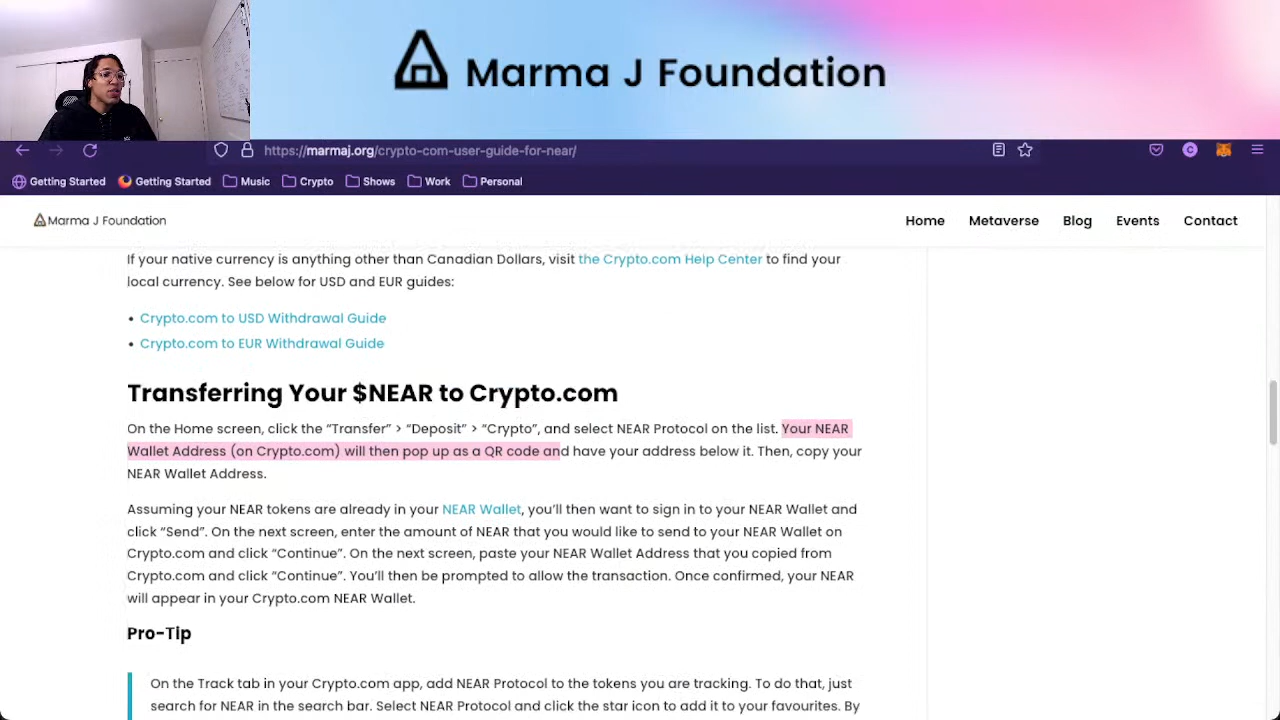 Marma J Foundation
https://marmaj.org/crypto-com-user-guide-for-near/
C
Getting Started Getting Started Music Crypto Shows Work Personal
Marma J Foundation Home Metaverse Blog Events Contact
If your native currency is anything other than Canadian Dollars, visit the Crypto.com Help Center to find your
local currency. See below for USD and EUR guides:
• Crypto.com to USD Withdrawal Guide
• Crypto.com to EUR Withdrawal Guide
Transferring Your $NEAR to Crypto.com
On the Home screen, click the “Transfer” > “Deposit” > “Crypto”, and select NEAR Protocol on the list. Your NEAR
Wallet Address (on Crypto.com) will then pop up as a QR code and have your address below it. Then, copy your
NEAR Wallet Address.
Assuming your NEAR tokens are already in your NEAR Wallet, you’ll then want to sign in to your NEAR Wallet and
click “Send”. On the next screen, enter the amount of NEAR that you would like to send to your NEAR Wallet on
Crypto.com and click “Continue”. On the next screen, paste your NEAR Wallet Address that you copied from
Crypto.com and click “Continue”. You’ll then be prompted to allow the transaction. Once confirmed, your NEAR
will appear in your Crypto.com NEAR Wallet.
Pro-Tip
On the Track tab in your Crypto.com app, add NEAR Protocol to the tokens you are tracking. To do that, just
search for NEAR in the search bar. Select NEAR Protocol and click the star icon to add it to your favourites. By